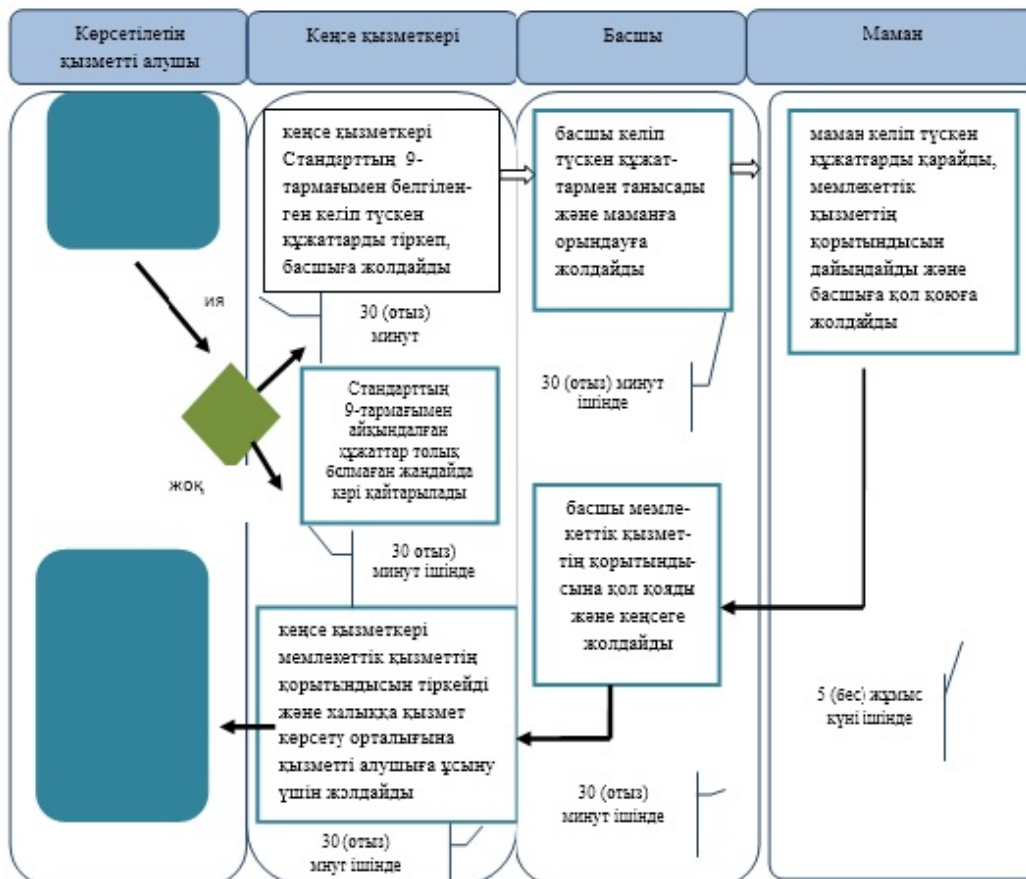 Көрсетілетін
қызметті алушы
Кеңсе қызметкері
Басшы
Маман
кеңсе қызметкері
Стандарттың 9-
тармағымен белгілен-
ген келіп түскен
құжаттарды тіркеп,
басшыға жолдайды
басшы келіп
түскен құжат-
тармен танысады
және маманға
орындауға
жолдайды
маман келіп түскен
құжаттарды қарайды,
мемлекеттік
қызметтің
қорытындысын
дайындайды және
басшыға қол қоюға
жолдайды
ия
30 (отыз)
минут
30 (отыз) минут
ішінде
Стандарттың
9-тармағымен
айқындалған
құжаттар толық
болмаған жағдайда
кәрі қайтарылады
жоқ
30 отыз)
минут ішінде
басшы мемле-
кеттік қызмет-
тің қорытынды-
сына қол қояды
және кеңсеге
жолдайды
кеңсе қызметкері
мемлекеттік қызметтің
қорытындысын тіркейді
және халыққа қызмет
көрсету орталығына
қызметті алушыға ұсыну
үшін жолдайды
5 (бес) жұмыс
күні ішінде
30 (отыз)
минут ішінде
30 (отыз)
мнут ішінде